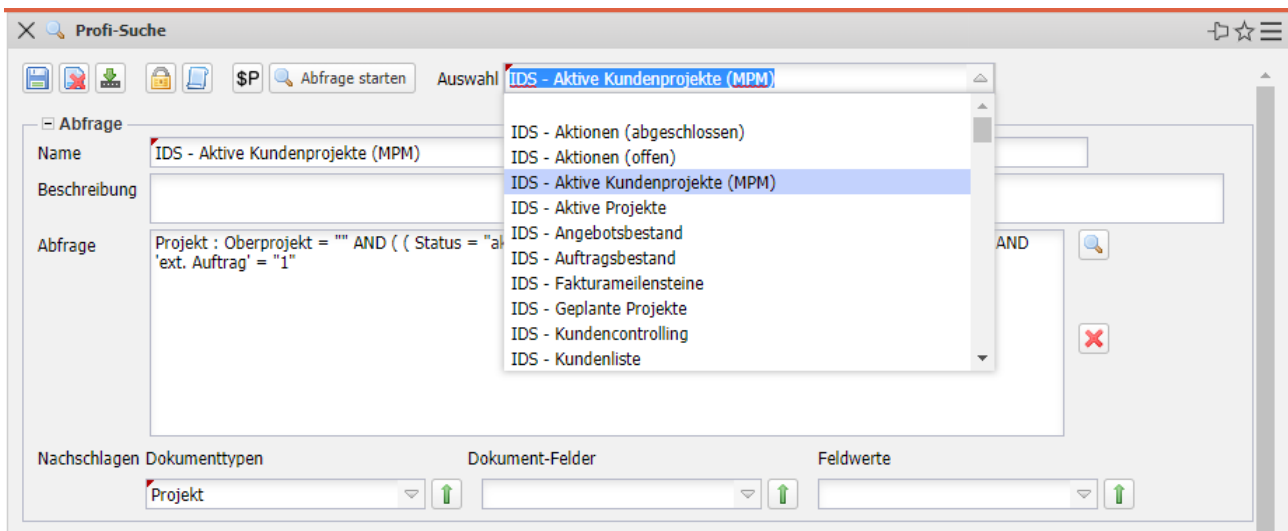 Profi-Suche
$P Abfrage starten Auswahl IDS - Aktive Kundenprojekte (MPM)
Abfrage
Name IDS - Aktive Kundenprojekte (MPM)
Beschreibung
Abfrage Projekt : Oberprojekt = "" AND ( ( Status = AND
'ext. Auftrag' = "1"
IDS - Aktionen (abgeschlossen)
IDS - Aktionen (offen)
IDS - Aktive Kundenprojekte (MPM)
IDS - Aktive Projekte
IDS - Angebotsbestand
IDS - Auftragsbestand
IDS - Fakturameilensteine
IDS - Geplante Projekte
IDS - Kundencontrolling
IDS - Kundenliste
Nachschlagen Dokumenttypen Dokument-Felder Feldwerte
Projekt